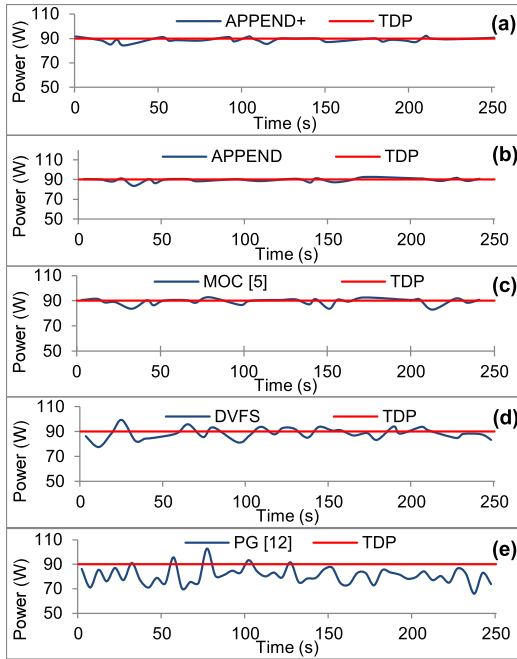 APPEND+ TDP (a)
Power (W)
110
90
70
50
0 50 100 150 200 250
Time (s)
APPEND TDP (b)
Power (W)
110
90
70
50
0 50 100 150 200 250
Time (s)
MOC [5] TDP (c)
Power (W)
110
90
70
50
0 50 100 150 200 250
Time (s)
DVFS TDP (d)
Power (W)
110
90
70
50
0 50 100 150 200 250
Time (s)
PG [12] TDP (e)
Power (W)
110
90
70
50
0 50 100 150 200 250
Time (s)